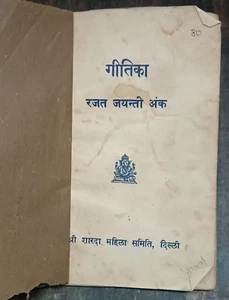 गीतिका
रजत जयन्ती अंक
श्री शारदा महिला समिति, दिल्ली